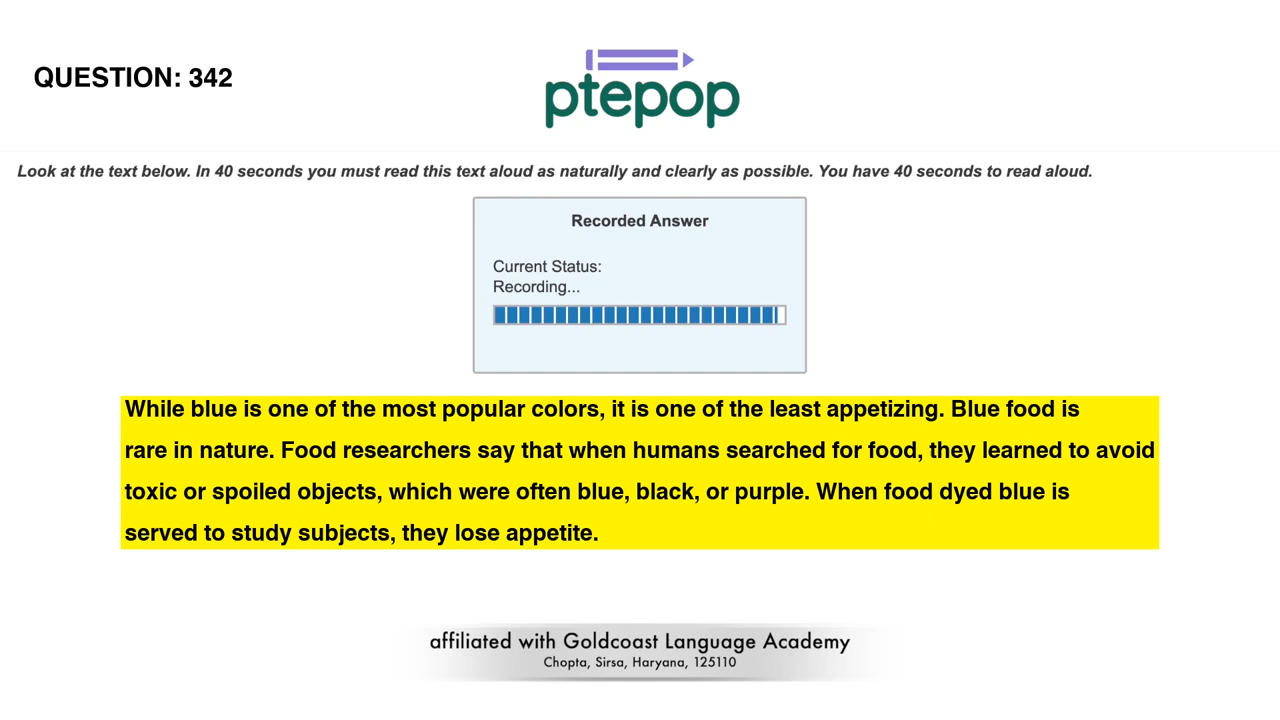 QUESTION: 342
ptepop
Look at the text below. In 40 seconds you must read this text aloud as naturally and clearly as possible. You have 40 seconds to read aloud.
Recorded Answer
Current Status:
Recording...
While blue is one of the most popular colors, it is one of the least appetizing. Blue food is
rare in nature. Food researchers say that when humans searched for food, they learned to avoid
toxic or spoiled objects, which were often blue, black, or purple. When food dyed blue is
served to study subjects, they lose appetite.
affiliated with Goldcoast Language Academy
Chopta, Sirsa, Haryana, 125110